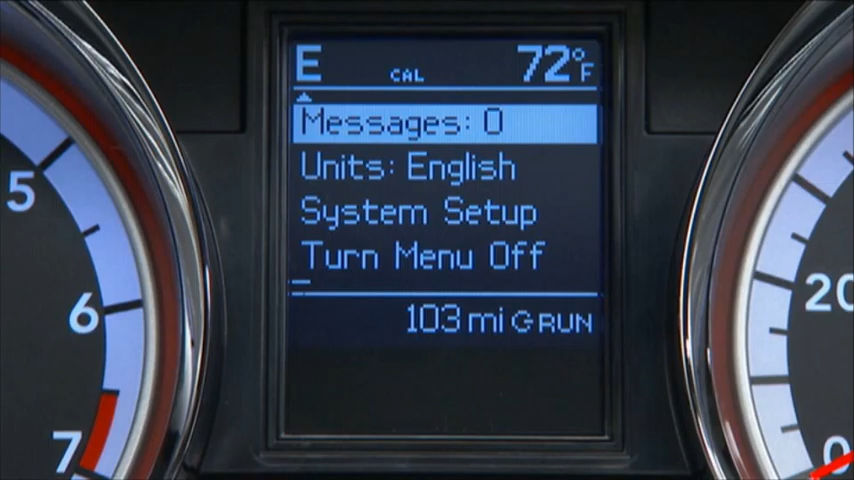 E CAL 72°F
Messages: 0
Units: English
System Setup
Turn Menu Off
103 mi G RUN
5
6
7
20
0